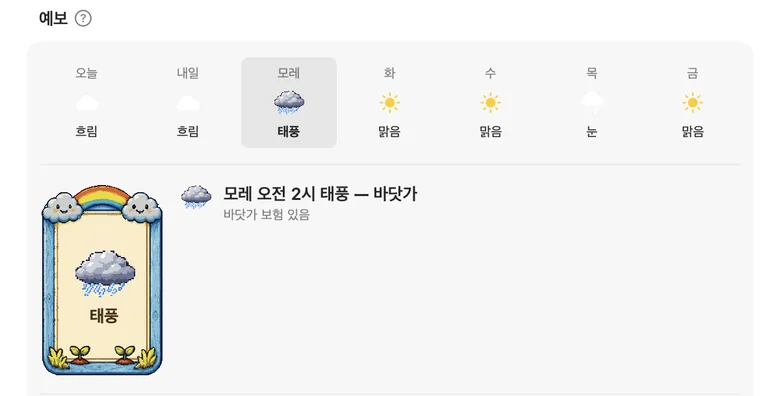 예보 ?
오늘 내일 모레 화 수 목 금
흐림 흐림 태풍 맑음 맑음 눈 맑음
모레 오전 2시 태풍 — 바닷가
바닷가 보험 있음
태풍